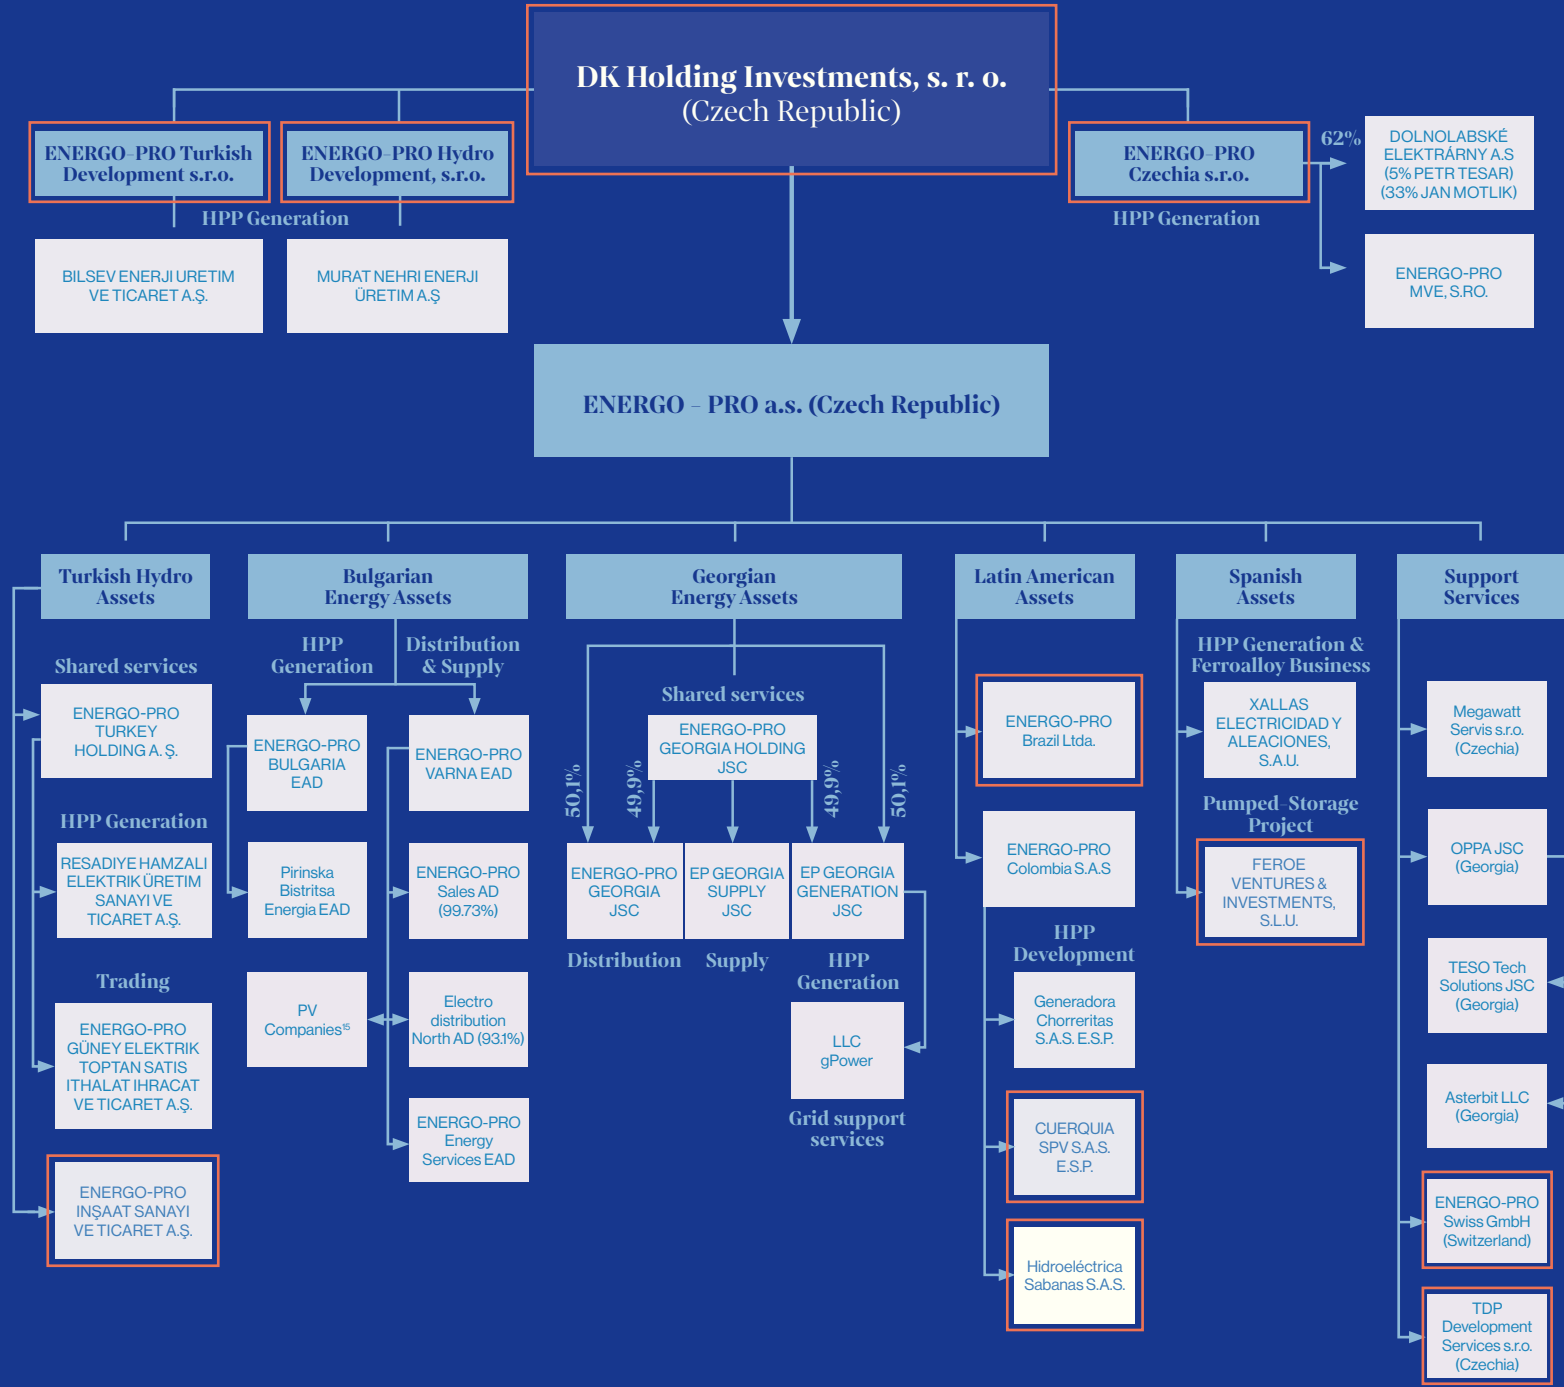 DK Holding Investments, s. r. o.
(Czech Republic)
ENERGO-PRO Turkish
Development s.r.o.
ENERGO-PRO Hydro
Development, s.r.o.
HPP Generation
BILSEV ENERJI URETIM
VE TICARET A.Ş.
MURAT NEHRI ENERJI
ÜRETIM A.Ş
ENERGO-PRO
Czechia s.r.o.
HPP Generation
62%
DOLNOLABSKÉ
ELEKTRÁRNY A.S
(5% PETR TESAR)
(33% JAN MOTLIK)
ENERGO-PRO
MVE, S.RO.
ENERGO - PRO a.s. (Czech Republic)
Turkish Hydro
Assets
Shared services
ENERGO-PRO
TURKEY
HOLDING A. Ş.
HPP Generation
RESADIYE HAMZALI
ELEKTRIK ÜRETIM
SANAYI VE
TICARET A.Ş.
Trading
ENERGO-PRO
GÜNEY ELEKTRIK
TOPTAN SATIS
ITHALAT IHRACAT
VE TICARET A.Ş.
ENERGO-PRO
INŞAAT SANAYI
VE TICARET A.Ş.
Bulgarian
Energy Assets
HPP
Generation
Distribution
& Supply
ENERGO-PRO
BULGARIA
EAD
Pirinska
Bistritsa
Energia EAD
PV
Companies¹⁵
ENERGO-PRO
VARNA EAD
ENERGO-PRO
Sales AD
(99.73%)
Electro
distribution
North AD (93.1%)
ENERGO-PRO
Energy
Services EAD
Georgian
Energy Assets
Shared services
ENERGO-PRO
GEORGIA HOLDING
JSC
50,1%
49,9%
49,9%
50,1%
ENERGO-PRO
GEORGIA
JSC
EP GEORGIA
SUPPLY
JSC
EP GEORGIA
GENERATION
JSC
Distribution
Supply
HPP
Generation
LLC
gPower
Grid support
services
Latin American
Assets
ENERGO-PRO
Brazil Ltda.
ENERGO-PRO
Colombia S.A.S
HPP
Development
Generadora
Chorreritas
S.A.S. E.S.P.
CUERQUIA
SPV S.A.S.
E.S.P.
Hidroeléctrica
Sabanas S.A.S.
Spanish
Assets
HPP Generation &
Ferroalloy Business
XALLAS
ELECTRICIDAD Y
ALEACIONES,
S.A.U.
Pumped-Storage
Project
FEROE
VENTURES &
INVESTMENTS,
S.L.U.
Support
Services
Megawatt
Servis s.r.o.
(Czechia)
OPPA JSC
(Georgia)
TESO Tech
Solutions JSC
(Georgia)
Asterbit LLC
(Georgia)
ENERGO-PRO
Swiss GmbH
(Switzerland)
TDP
Development
Services s.r.o.
(Czechia)